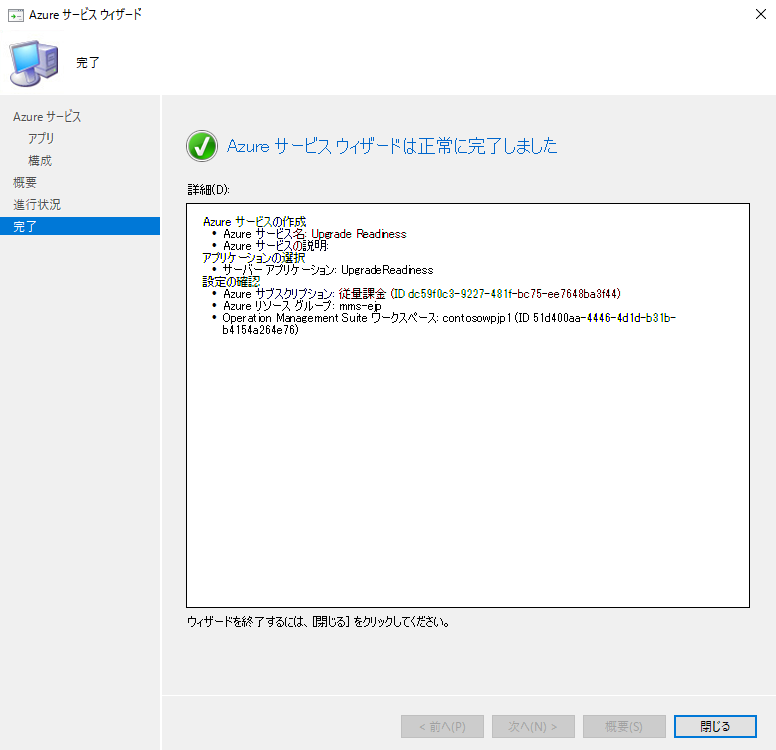 Azure サービス ウィザード
完了
Azure サービス
アプリ
構成
概要
進行状況
完了
Azure サービス ウィザードは正常に完了しました
詳細(D):
Azure サービスの作成
• Azure サービス名: Upgrade Readiness
• Azure サービスの説明:
アプリケーションの選択
• サーバー アプリケーション: UpgradeReadiness
設定の確認
• Azure サブスクリプション: 従量課金 (ID dc59f0c3-9227-481f-bc75-ee7648ba3f44)
• Azure リソース グループ: mms-ejp
• Operation Management Suite ワークスペース: contosowpjp1 (ID 51d400aa-4446-4d1d-b31b-
b4154a264e76)
ウィザードを終了するには、[閉じる] をクリックしてください。
< 前へ(P)
次へ(N) >
概要(S)
閉じる